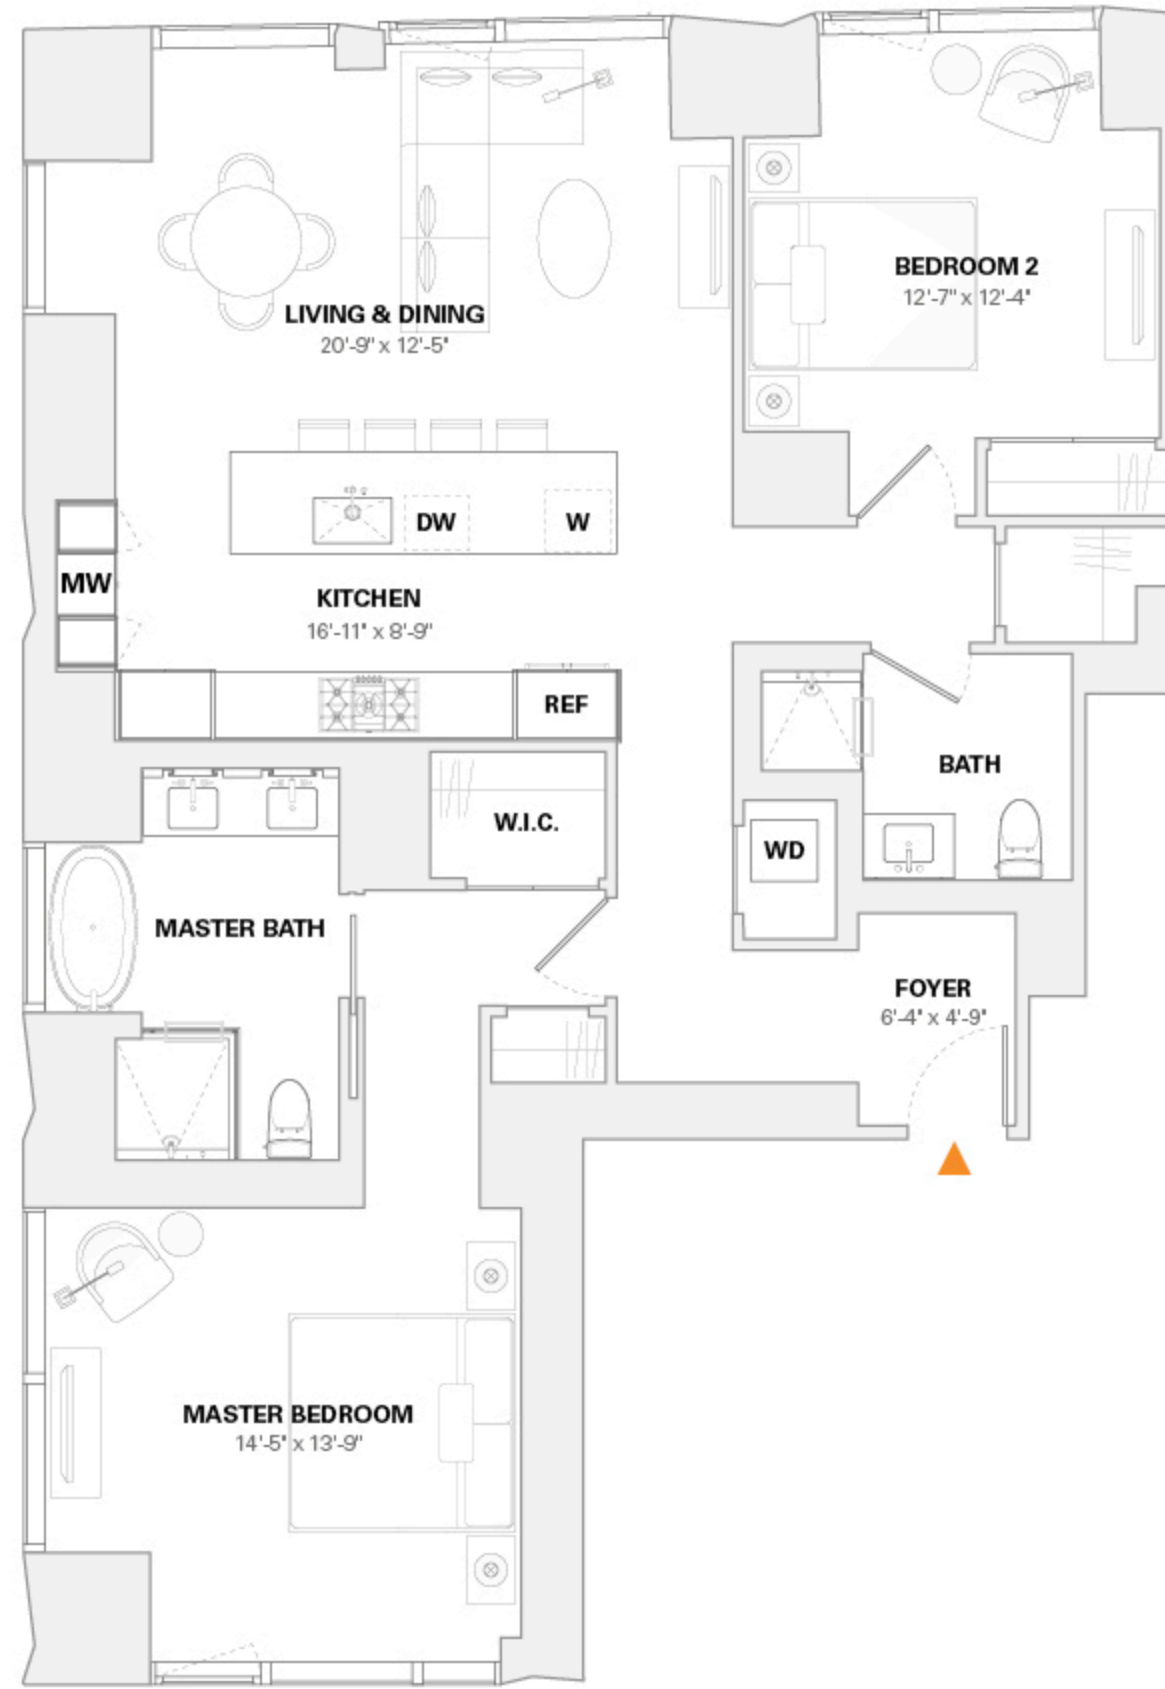 BEDROOM 2
12'-7" x 12'-4"
LIVING & DINING
20'-9" x 12'-5"
DW
W
MW
KITCHEN
16'-11" x 8'-9"
REF
BATH
W.I.C.
WD
MASTER BATH
FOYER
6'-4" x 4'-9"
MASTER BEDROOM
14'-5" x 13'-9"